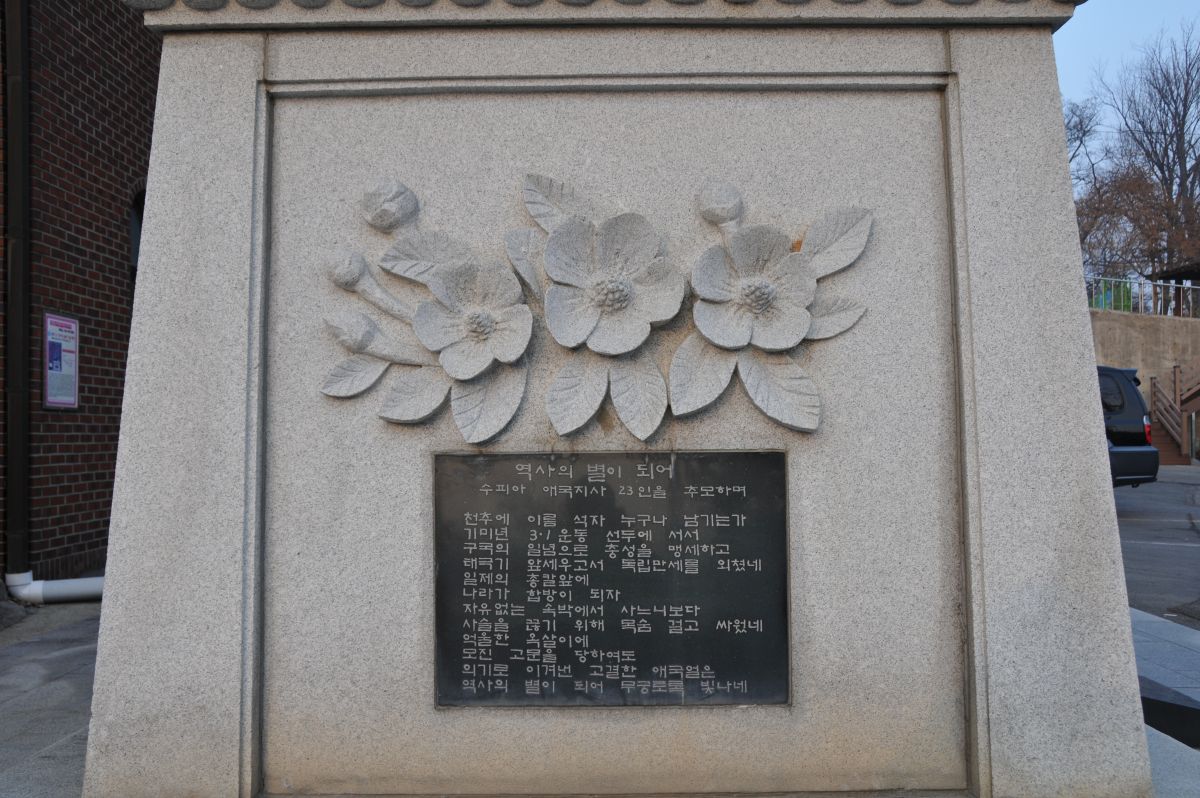 역사의 별이 되어
수피아 애국지사 23인을 추모하며
천추에 이름 석자 누구나 남기는가
기미년 3·1운동 선두에 서서
구국의 일념으로 충성을 맹세하고
태극기 앞세우고서 독립만세를 외쳤네
일제의 총칼앞에
나라가 합방이 되자
자유없는 속박에서 사느니보다
사슬을 끊기 위해 목숨 걸고 싸웠네
억울한 옥살이에
모진 고문을 당하여도
의기로 이겨낸 고결한 애국얼은
역사의 별이 되어 무궁토록 빛나네